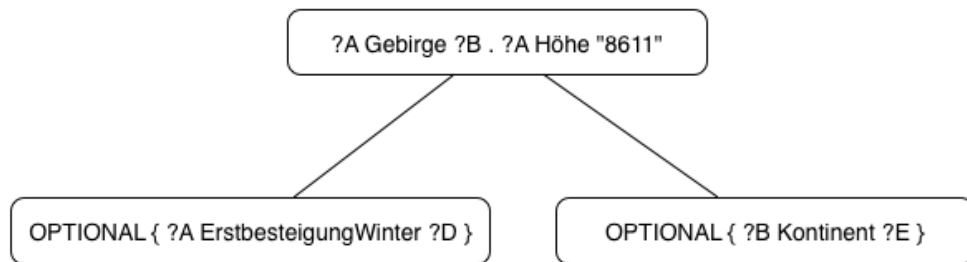 ?A Gebirge ?B . ?A Höhe "8611"
OPTIONAL { ?A ErstbesteigungWinter ?D }
OPTIONAL { ?B Kontinent ?E }